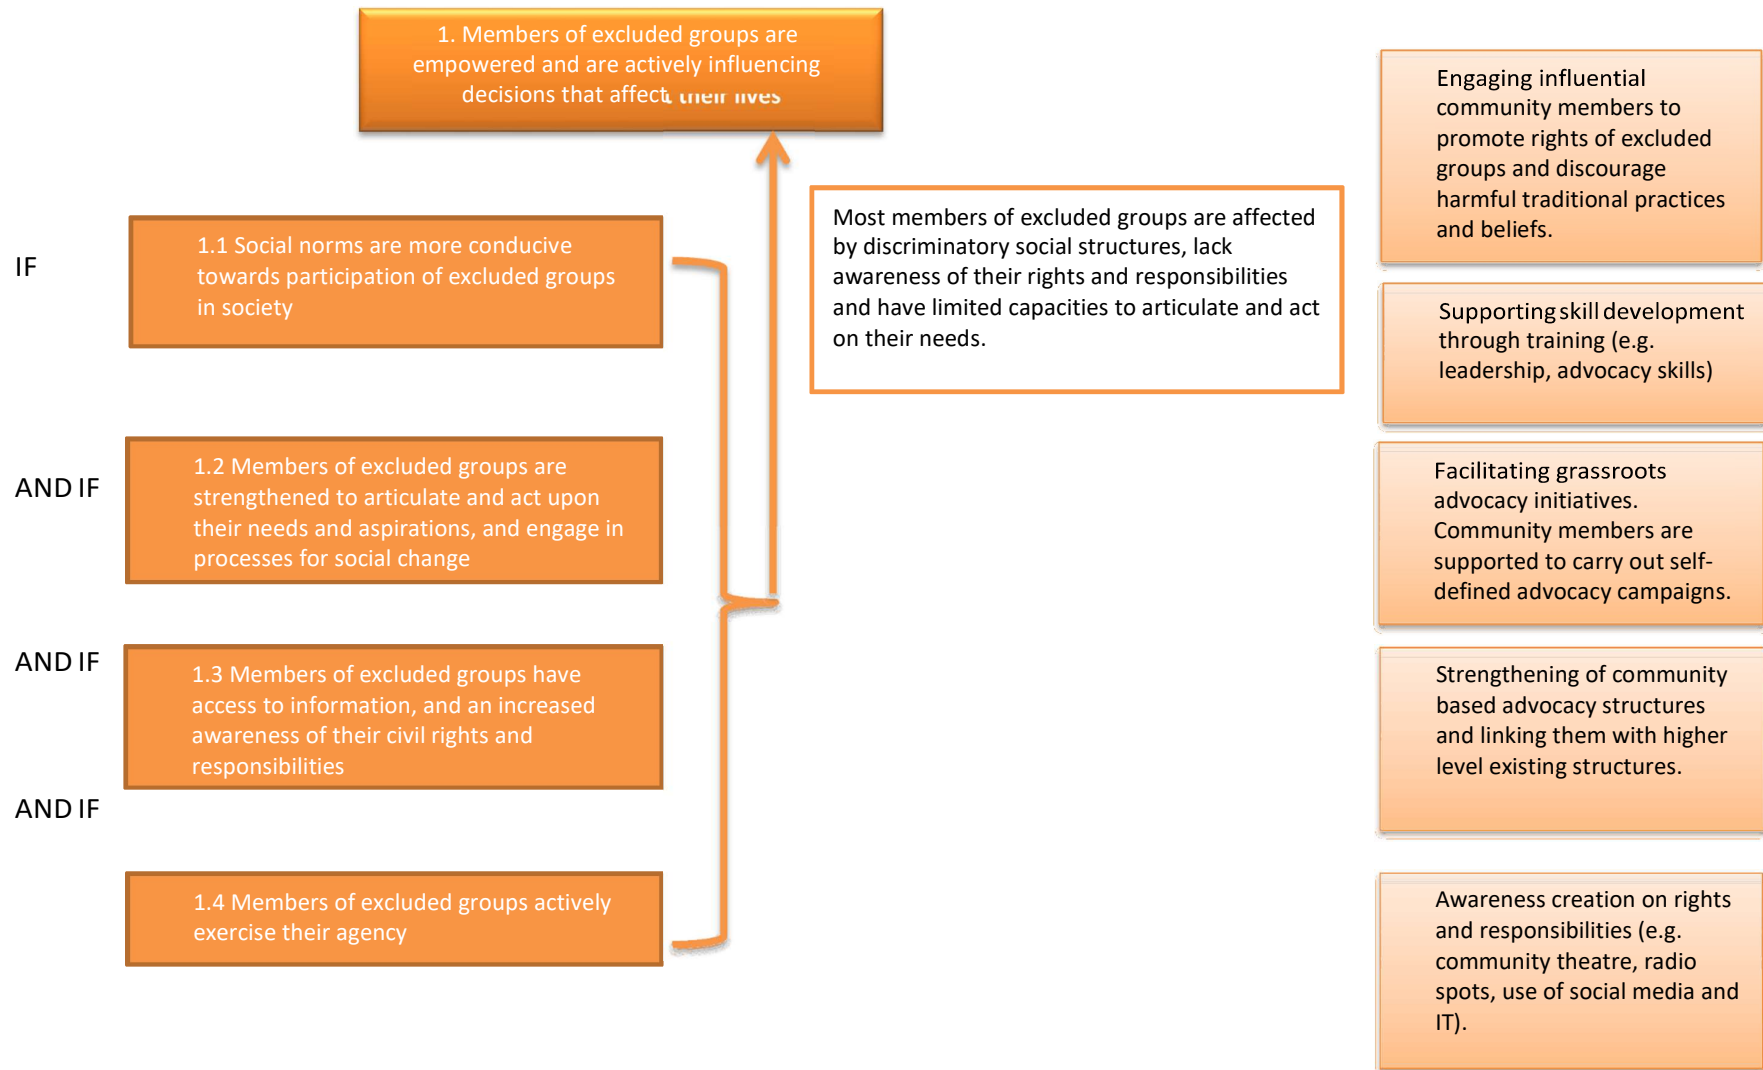 1. Members of excluded groups are
empowered and are actively influencing
decisions that affect their lives
IF
1.1 Social norms are more conducive
towards participation of excluded groups
in society
AND IF
1.2 Members of excluded groups are
strengthened to articulate and act upon
their needs and aspirations, and engage in
processes for social change
AND IF
1.3 Members of excluded groups have
access to information, and an increased
awareness of their civil rights and
responsibilities
AND IF
1.4 Members of excluded groups actively
exercise their agency
Most members of excluded groups are affected
by discriminatory social structures, lack
awareness of their rights and responsibilities
and have limited capacities to articulate and act
on their needs.
Engaging influential
community members to
promote rights of excluded
groups and discourage
harmful traditional practices
and beliefs.
Supporting skill development
through training (e.g.
leadership, advocacy skills)
Facilitating grassroots
advocacy initiatives.
Community members are
supported to carry out self-
defined advocacy campaigns.
Strengthening of community
based advocacy structures
and linking them with higher
level existing structures.
Awareness creation on rights
and responsibilities (e.g.
community theatre, radio
spots, use of social media and
IT).